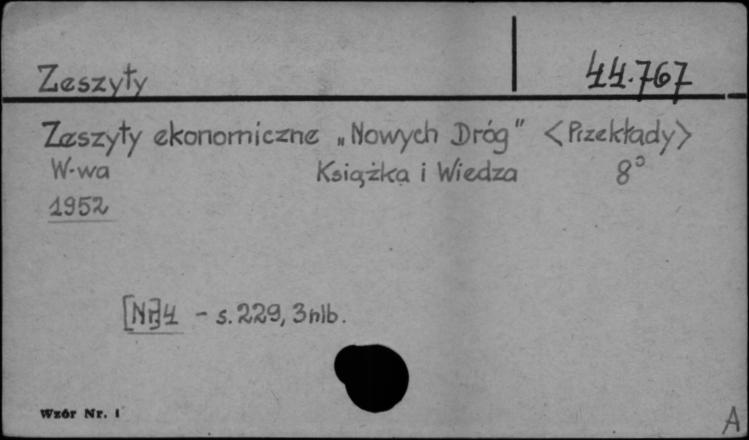 Zeszyty 44.767
Zeszyty ekonomiczne „Nowych Dróg” <Przekłady>
W-wa Książka i Wiedza 8°
1952
[Nr]4 - s. 229, 3 nlb.
Wzór Nr. 1
A